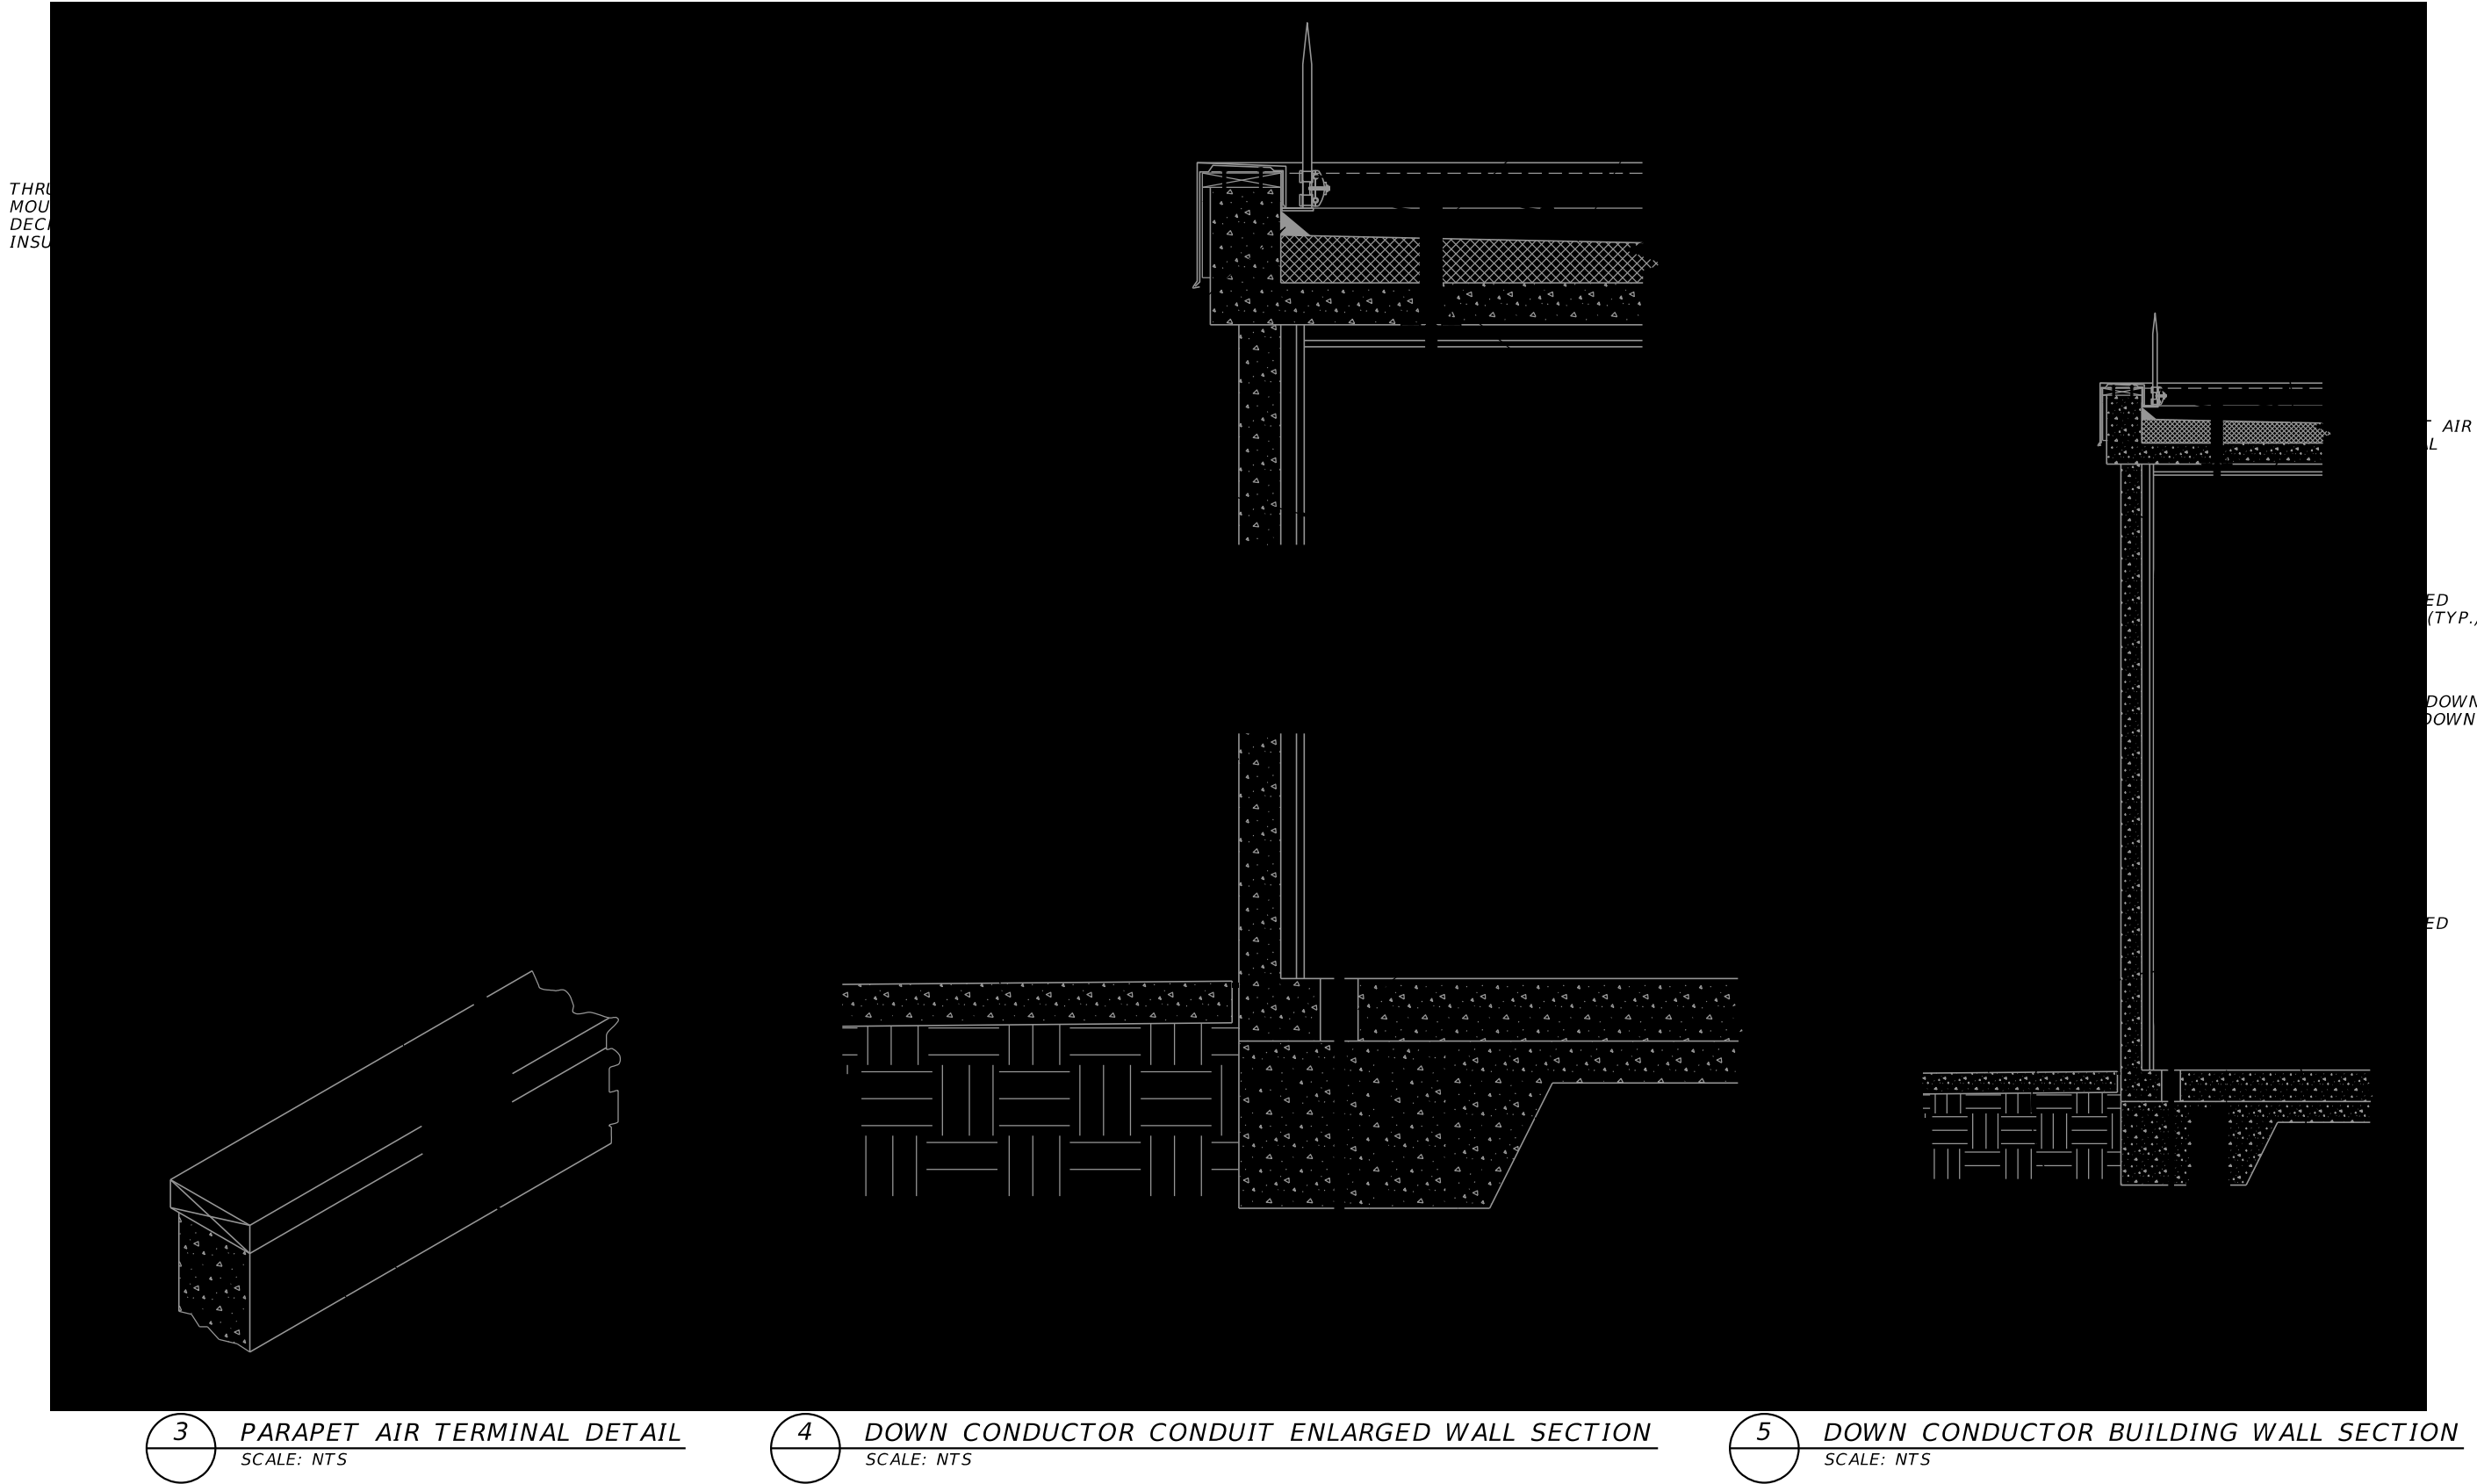 THRU
MOU
DECK
INSU
AIR
ED
(TYP.)
DOWN
DOWN
ED
3
PARAPET AIR TERMINAL DETAIL
SCALE: NTS
4
DOWN CONDUCTOR CONDUIT ENLARGED WALL SECTION
SCALE: NTS
5
DOWN CONDUCTOR BUILDING WALL SECTION
SCALE: NTS